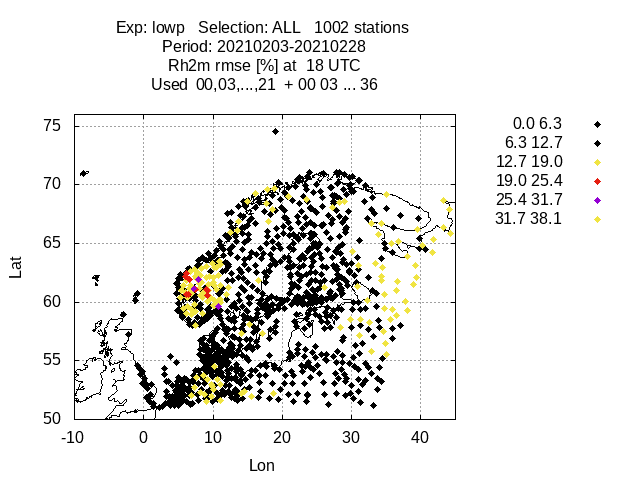 Exp: lowp   Selection: ALL   1002 stations
Period: 20210203-20210228
Rh2m rmse [%] at  18 UTC
Used  00,03,...,21  + 00 03 ... 36
0.0 6.3
6.3 12.7
12.7 19.0
19.0 25.4
25.4 31.7
31.7 38.1
75
70
65
60
55
50
Lat
-10 0 10 20 30 40
Lon